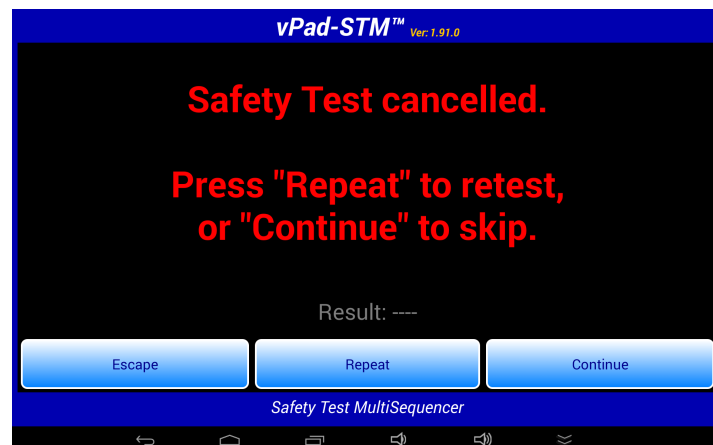 vPad-STM™ Ver: 1.91.0
Safety Test cancelled.
Press "Repeat" to retest,
or "Continue" to skip.
Result: ----
Escape Repeat Continue
Safety Test MultiSequencer